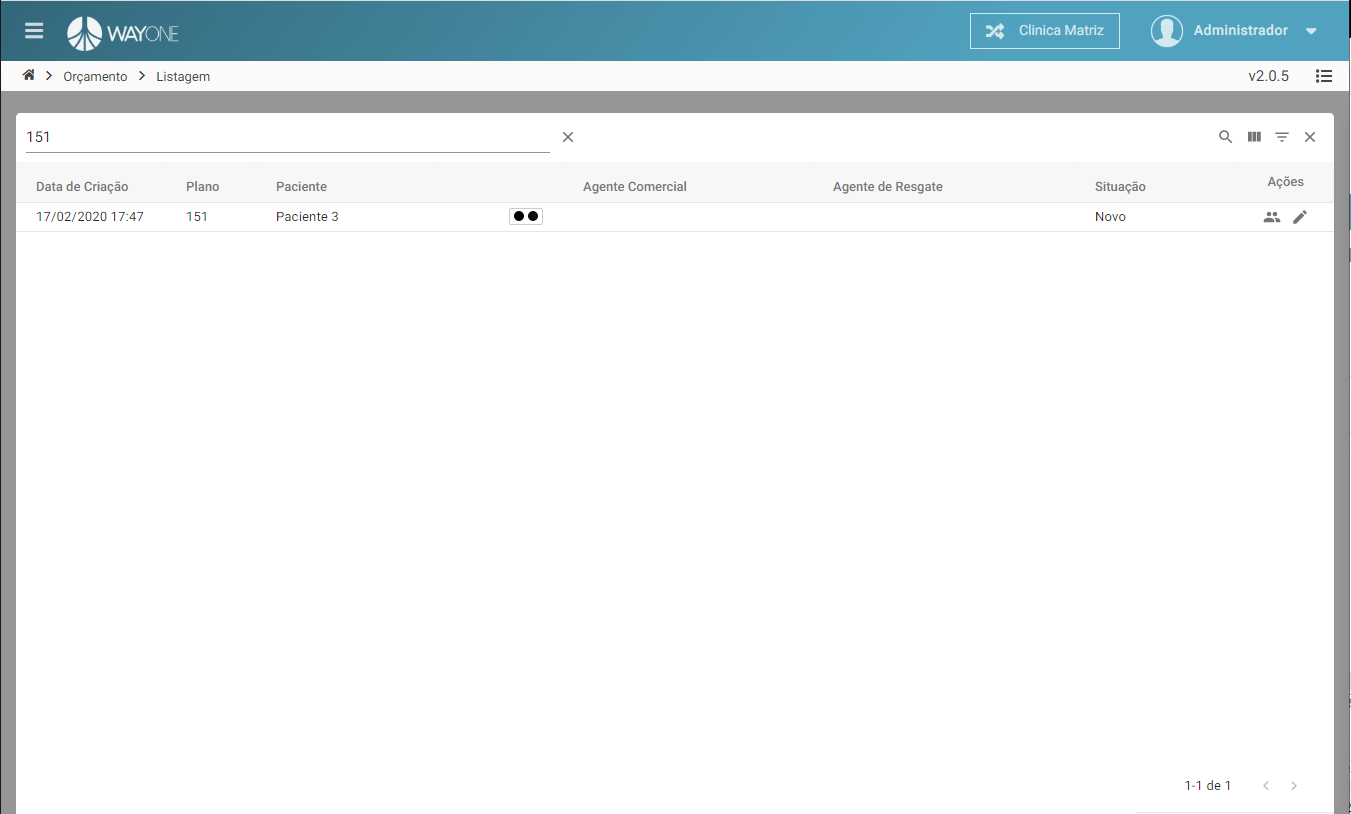 WAYONE
Clinica Matriz
Administrador
Orçamento
Listagem
v2.0.5
151
Data de Criação
Plano
Paciente
Agente Comercial
Agente de Resgate
Situação
Ações
17/02/2020 17:47
151
Paciente 3
Novo
1-1 de 1